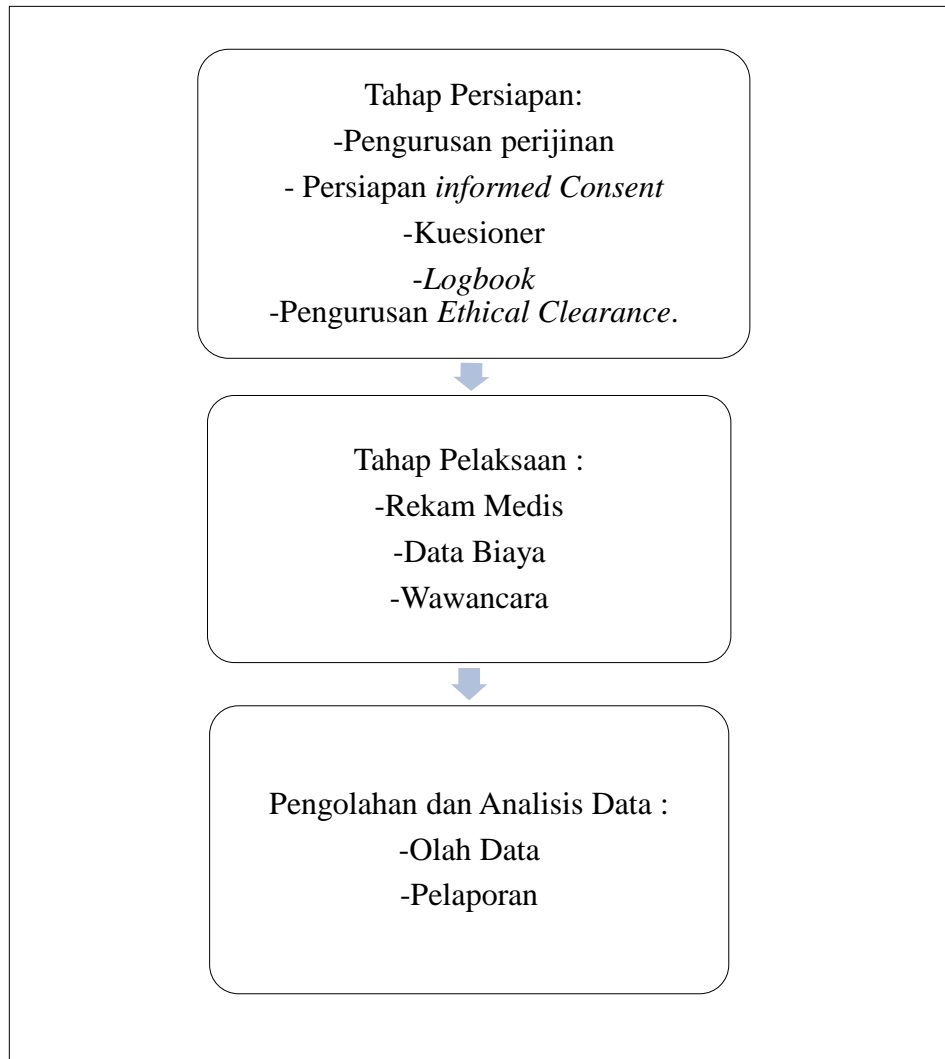 Tahap Persiapan:
-Pengurusan perijinan
- Persiapan informed Consent
-Kuesioner
-Logbook
-Pengurusan Ethical Clearance.
Tahap Pelaksaan :
-Rekam Medis
-Data Biaya
-Wawancara
Pengolahan dan Analisis Data :
-Olah Data
-Pelaporan